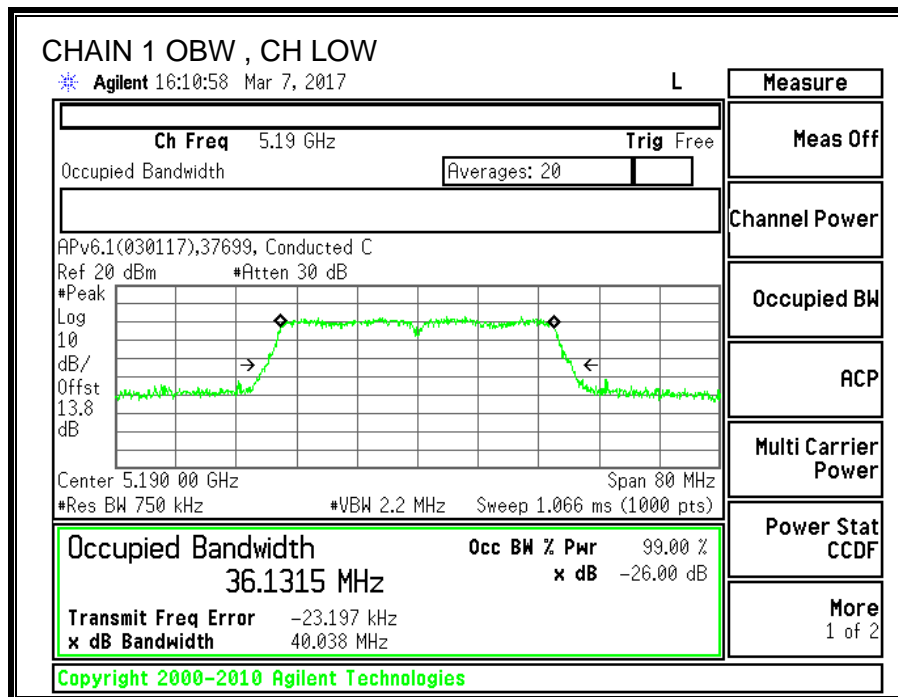 CHAIN 1 OBW , CH LOW
Agilent 16:10:58 Mar 7, 2017 L
Measure
Ch Freq 5.19 GHz Trig Free
Occupied Bandwidth Averages: 20
APv6.1(030117),37699, Conducted C
Ref 20 dBm #Atten 30 dB
#Peak
Log
10
dB/
Offst
13.8
dB
Center 5.190 00 GHz Span 80 MHz
#Res BW 750 kHz #VBW 2.2 MHz Sweep 1.066 ms (1000 pts)
Occupied Bandwidth Occ BW % Pwr 99.00 %
36.1315 MHz x dB -26.00 dB
Transmit Freq Error -23.197 kHz
x dB Bandwidth 40.038 MHz
Copyright 2000-2010 Agilent Technologies
Meas Off
Channel Power
Occupied BW
ACP
Multi Carrier
Power
Power Stat
CCDF
More
1 of 2